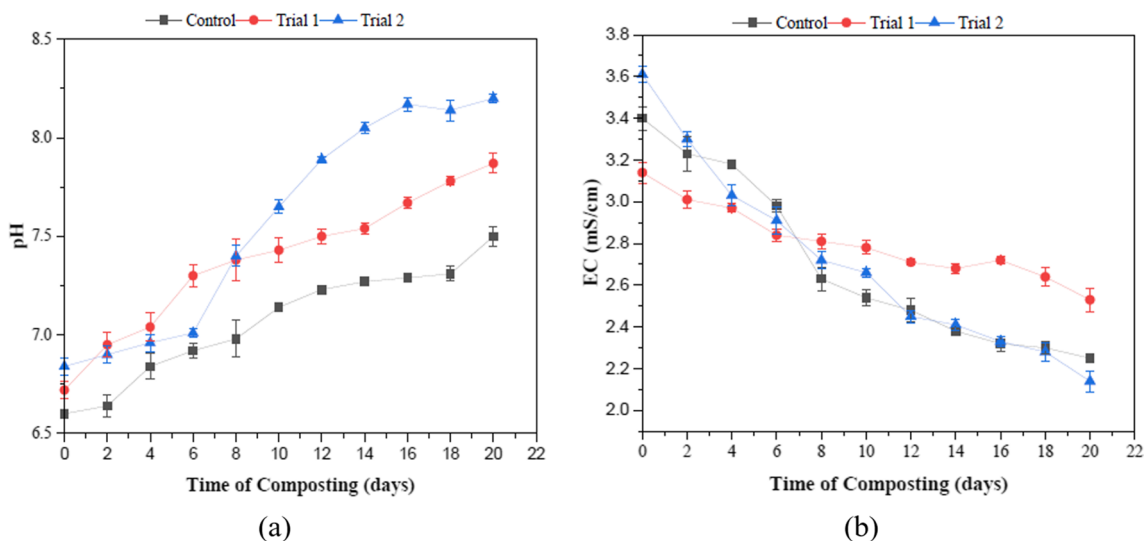 Control Trial 1 Trial 2
8.5
8.0
7.5
7.0
6.5
pH
0 2 4 6 8 10 12 14 16 18 20 22
Time of Composting (days)
(a)
Control Trial 1 Trial 2
3.8
3.6
3.4
3.2
3.0
2.8
2.6
2.4
2.2
2.0
EC (mS/cm)
0 2 4 6 8 10 12 14 16 18 20 22
Time of Composting (days)
(b)